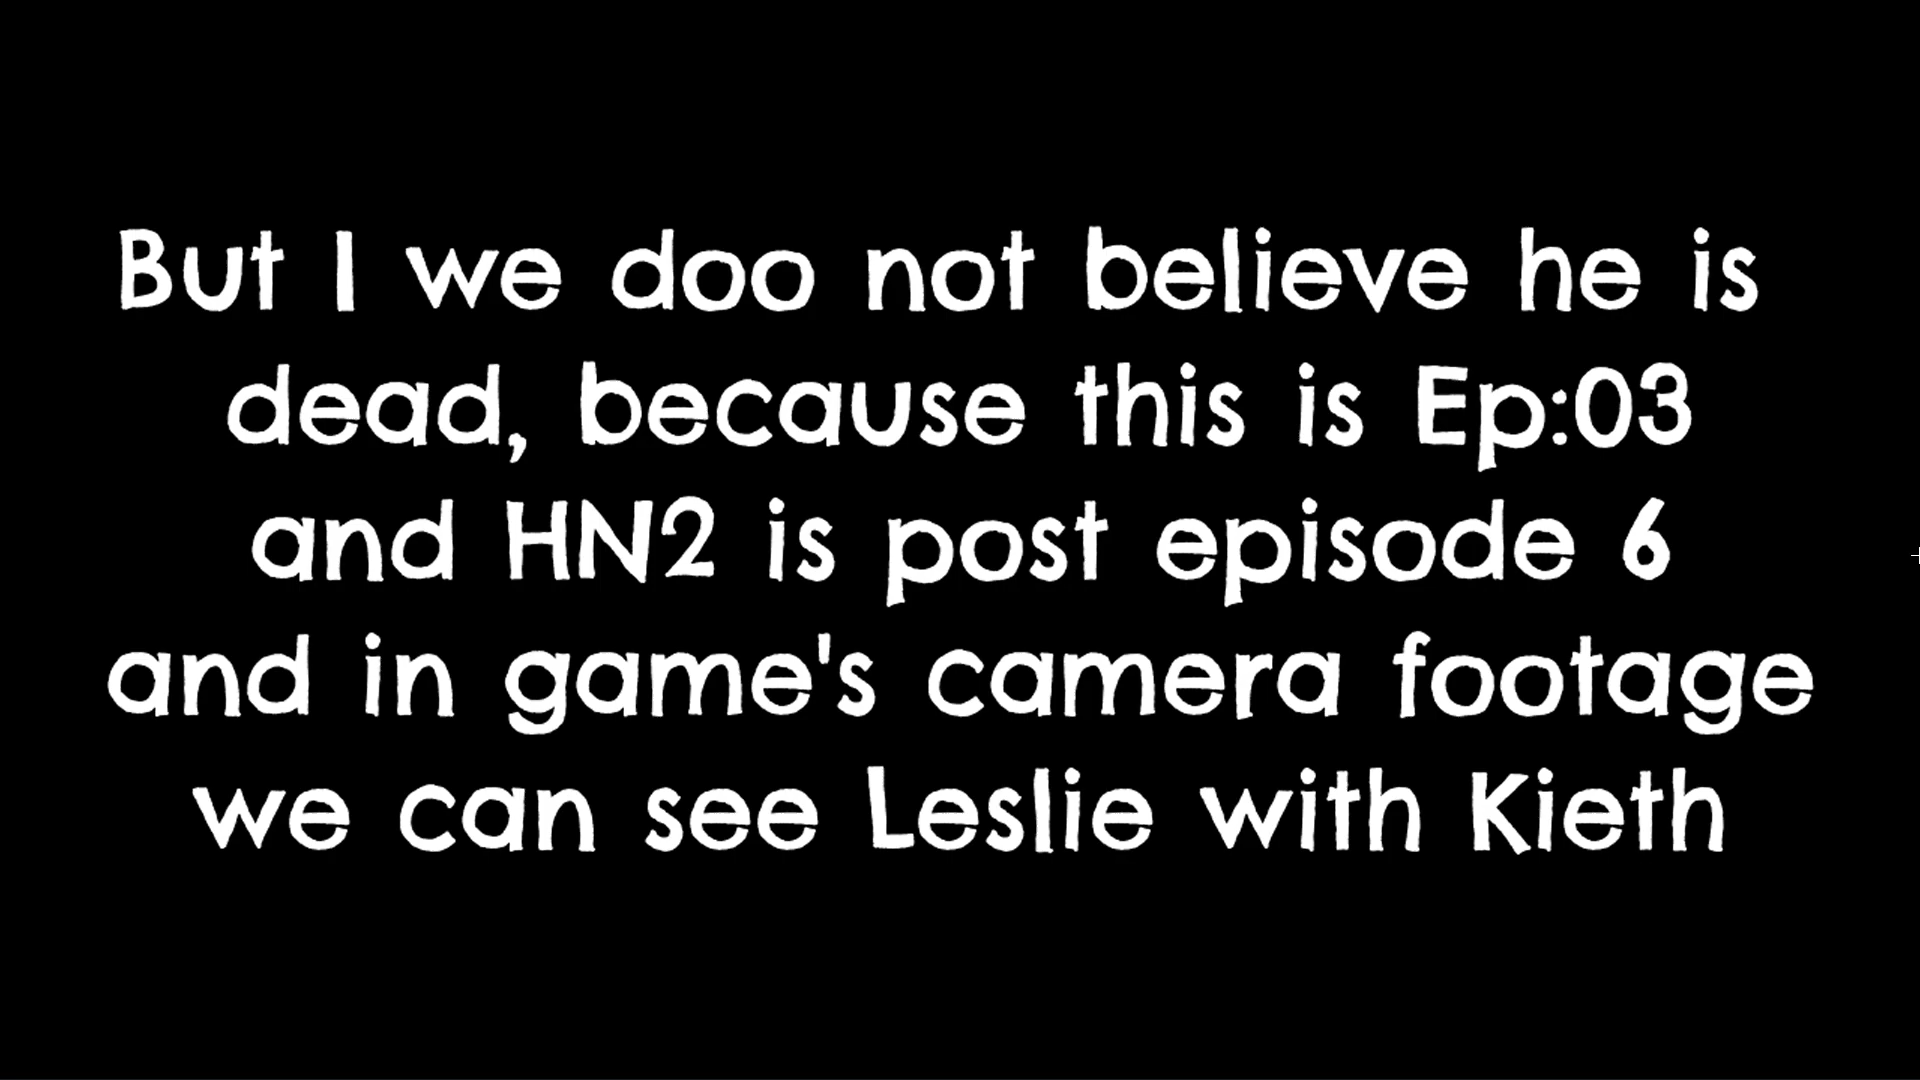 But I we doo not believe he is
dead, because this is Ep:03
and HN2 is post episode 6
and in game's camera footage
we can see Leslie with Kieth